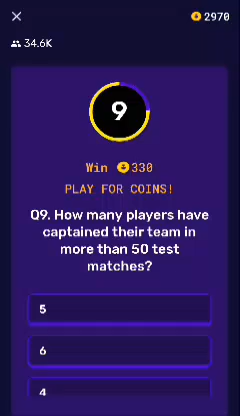 2970
34.6K
9
Win 330
PLAY FOR COINS!
Q9. How many players have
captained their team in
more than 50 test
matches?
5
6
4